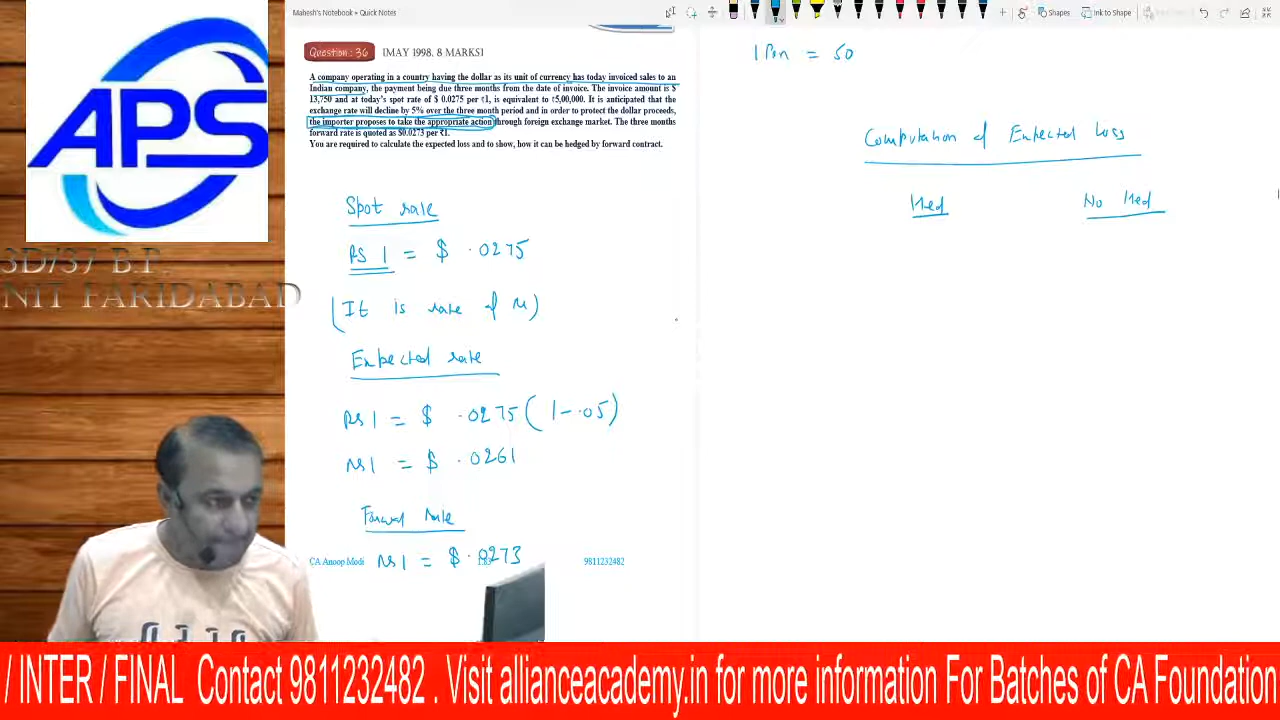 Mahesh's Notebook • Quick Notes
Shapes
Ink to Shape
APS
3D/37 B.P.
NIT FARIDABAD
Question : 36 [MAY 1998. 8 MARKS]
A company operating in a country having the dollar as its unit of currency has today invoiced sales to an
Indian company, the payment being due three months from the date of invoice. The invoice amount is $
13,750 and at today's spot rate of $ 0.0275 per ₹1, is equivalent to ₹5,00,000. It is anticipated that the
exchange rate will decline by 5% over the three month period and in order to protect the dollar proceeds,
the importer proposes to take the appropriate action through foreign exchange market. The three months
forward rate is quoted as $0.0273 per ₹1.
You are required to calculate the expected loss and to show, how it can be hedged by forward contract.
Spot rate
RS 1 = $ .0275
(It is rate of
Expected rate
RS 1 = $ .0275 (1-.05)
RS 1 = $ .0261
Forward rate
RS 1 = $ .0273
CA Anoop Modi 9811232482
= 50
Computation of Expected Loss
Hed No Hed
/ INTER / FINAL Contact 9811232482 . Visit allianceacademy.in for more information For Batches of CA Foundation